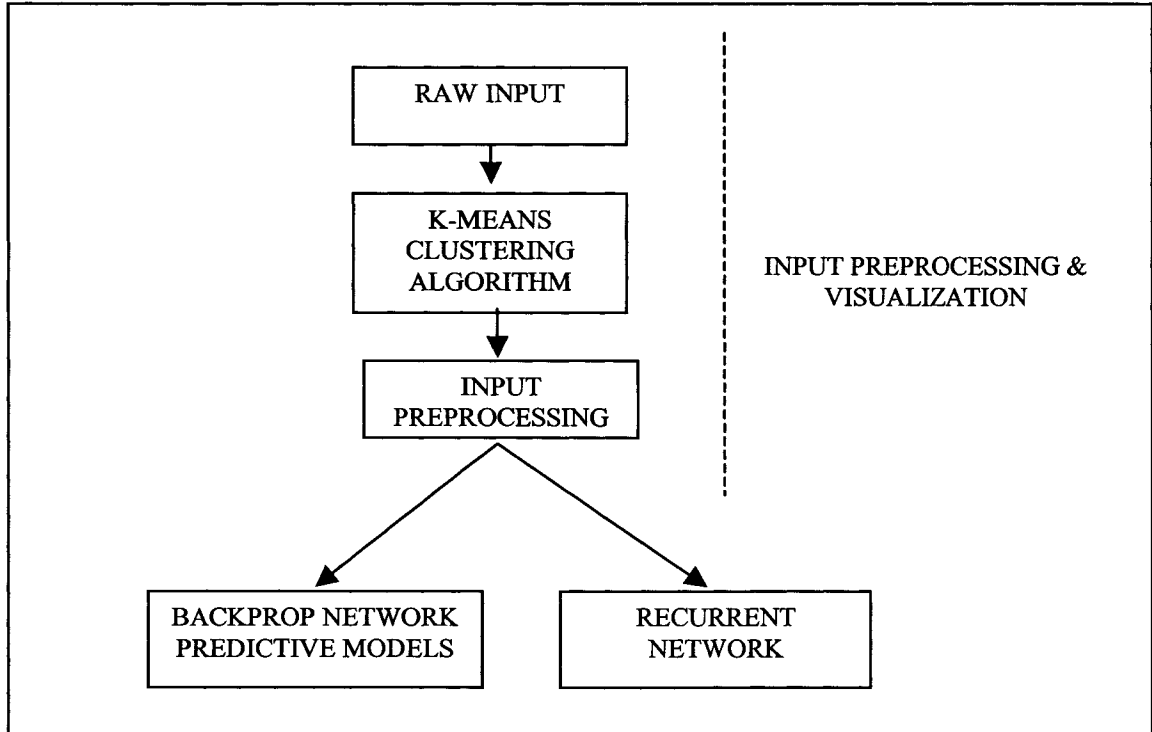 RAW INPUT
K-MEANS
CLUSTERING
ALGORITHM
INPUT PREPROCESSING &
VISUALIZATION
INPUT
PREPROCESSING
BACKPROP NETWORK
PREDICTIVE MODELS
RECURRENT
NETWORK